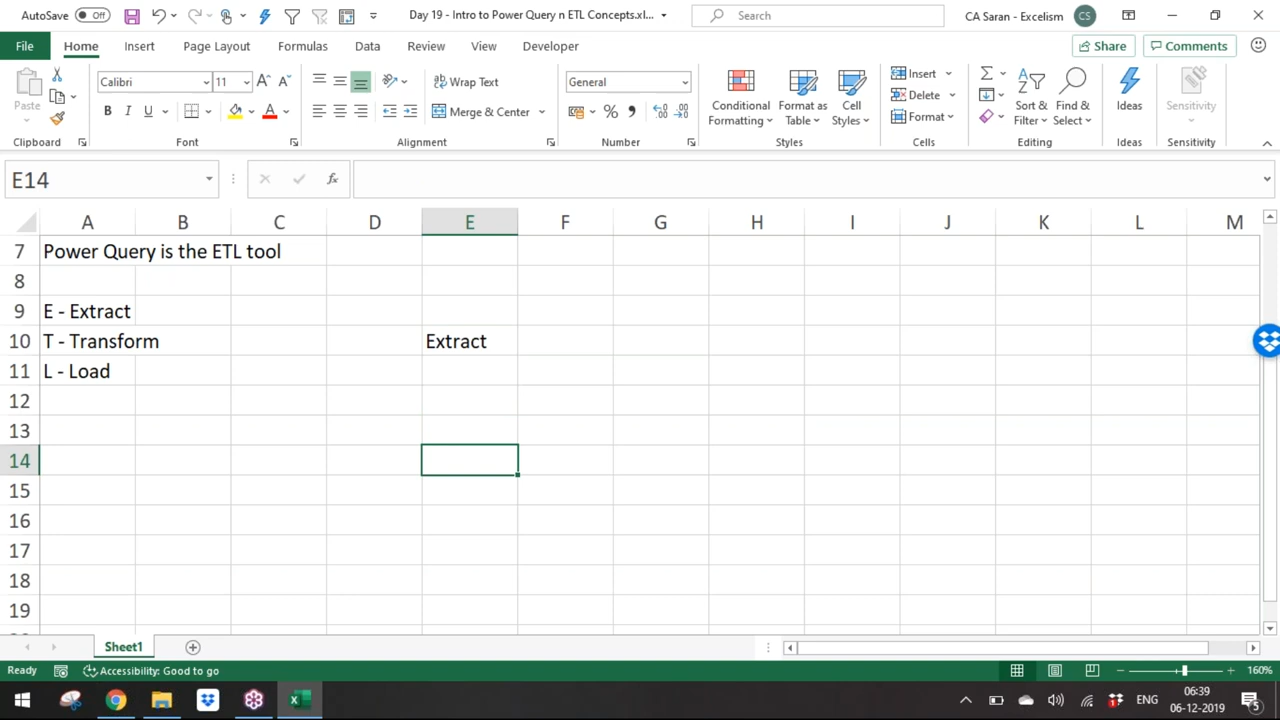 AutoSave Off Day 19 - Intro to Power Query n ETL Concepts.xl... Search CA Saran - Excelism CS
File Home Insert Page Layout Formulas Data Review View Developer Share Comments
Paste Calibri 11 Wrap Text General Conditional Formatting Format as Table Cell Styles Insert Sort & Filter Find & Select Ideas Sensitivity
B I U A Merge & Center % Delete
Format
Clipboard Font Alignment Number Styles Cells Editing Ideas Sensitivity
E14 fx
A B C D E F G H I J K L M
7 Power Query is the ETL tool
8
9 E - Extract
10 T - Transform Extract
11 L - Load
12
13
14
15
16
17
18
19
Sheet1
Ready Accessibility: Good to go 160%
ENG 06:39
06-12-2019 5